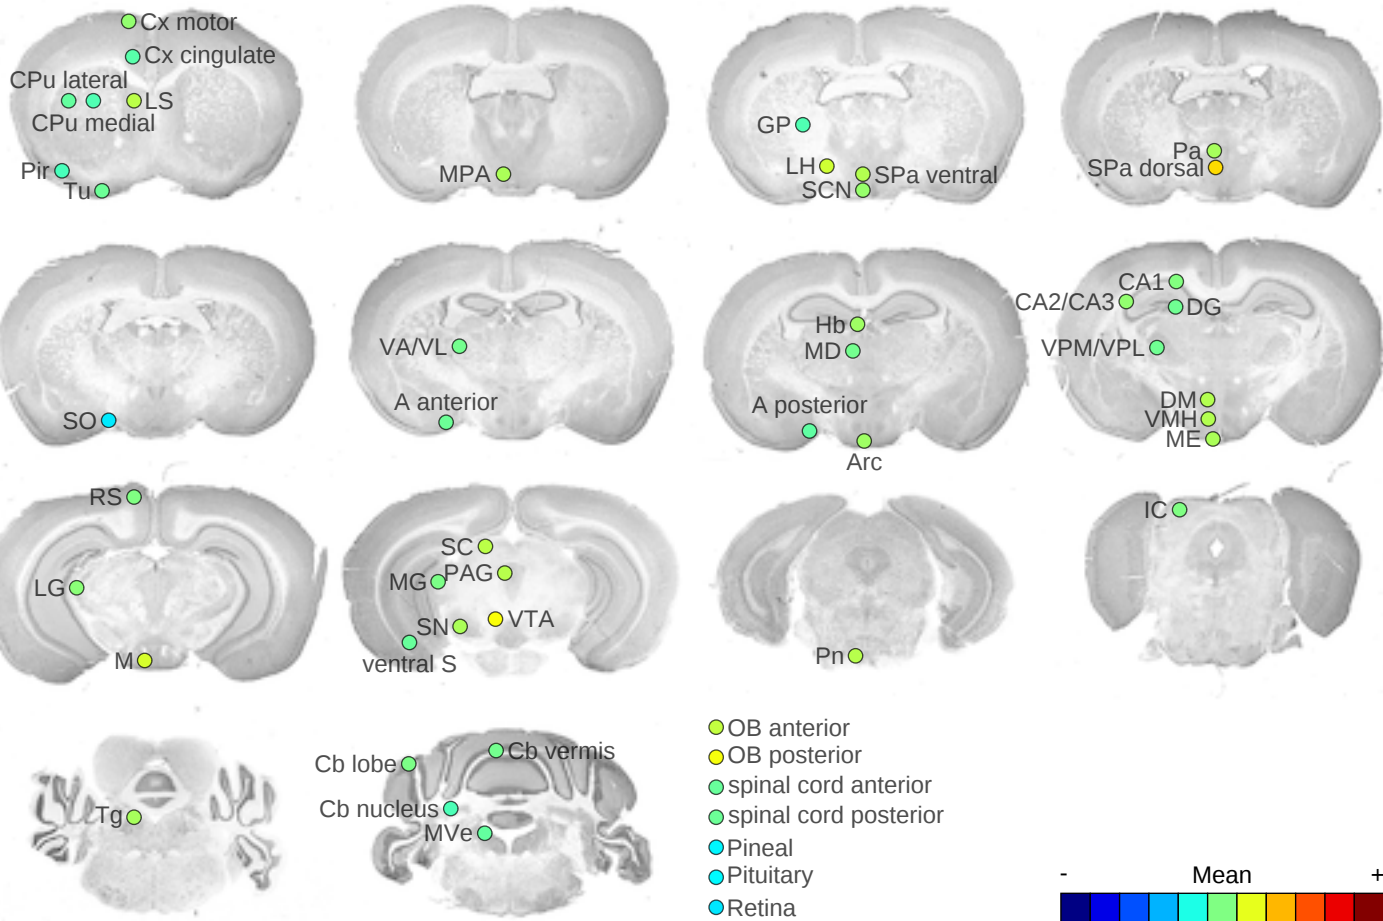 Cx motor
Cx cingulate
CPu lateral
LS
CPu medial
Pir
Tu
MPA
GP
LH
SPa ventral
SCN
Pa
SPa dorsal
SO
VA/VL
A anterior
Hb
MD
A posterior
Arc
CA1
CA2/CA3
DG
VPM/VPL
DM
VMH
ME
RS
LG
M
SC
PAG
MG
VTA
SN
ventral S
Pn
IC
Tg
Cb lobe
Cb vermis
Cb nucleus
MVe
OB anterior
OB posterior
spinal cord anterior
spinal cord posterior
Pineal
Pituitary
Retina
- Mean +